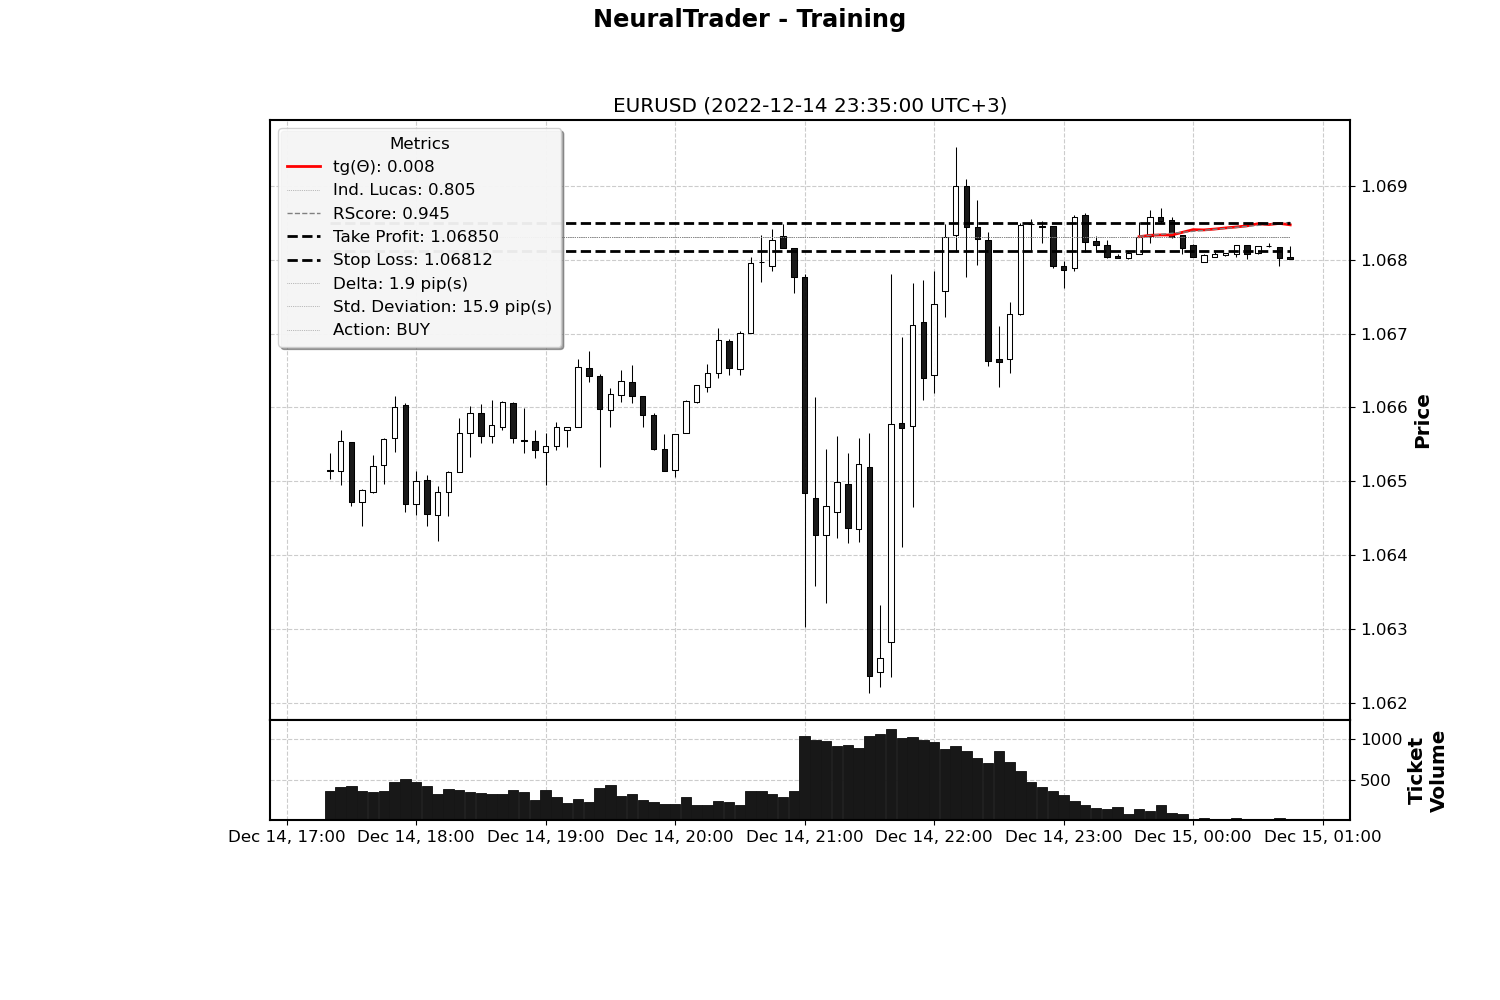 NeuralTrader - Training
EURUSD (2022-12-14 23:35:00 UTC+3)
Metrics
tg(Θ): 0.008
Ind. Lucas: 0.805
RScore: 0.945
Take Profit: 1.06850
Stop Loss: 1.06812
Delta: 1.9 pip(s)
Std. Deviation: 15.9 pip(s)
Action: BUY
1.069
1.068
1.067
1.066
1.065
1.064
1.063
1.062
Price
1000
500
Ticket
Volume
Dec 14, 17:00
Dec 14, 18:00
Dec 14, 19:00
Dec 14, 20:00
Dec 14, 21:00
Dec 14, 22:00
Dec 14, 23:00
Dec 15, 00:00
Dec 15, 01:00